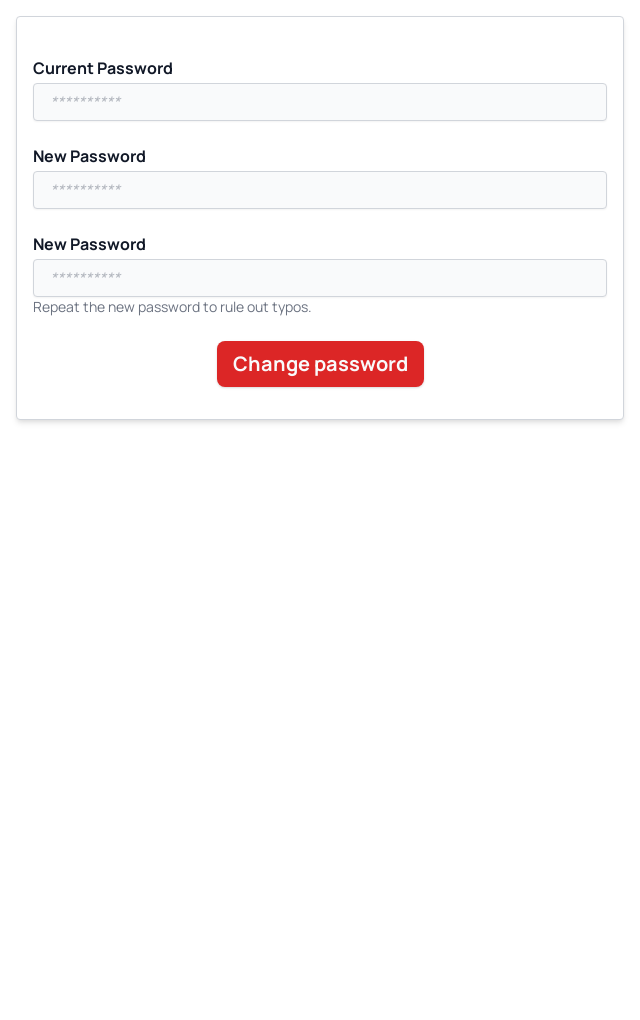 Current Password
**********
New Password
**********
New Password
**********
Repeat the new password to rule out typos.
Change password